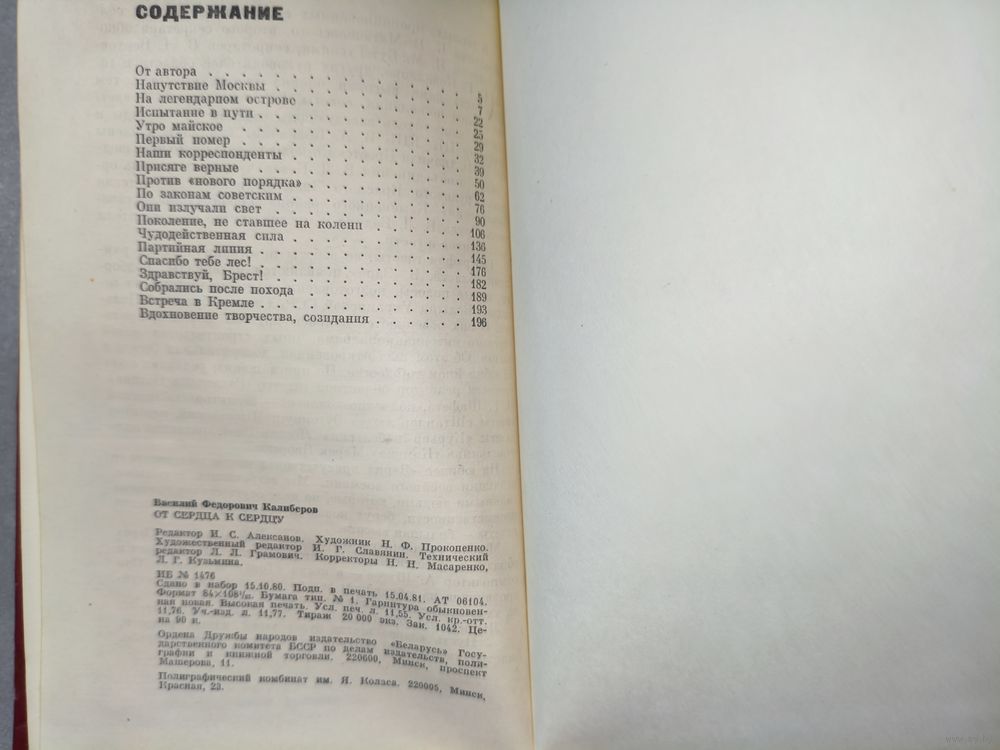 СОДЕРЖАНИЕ
От автора . . . . . . . . . . . . . . . . 5
Напутствие Москвы . . . . . . . . . . . . 7
На легендарном острове . . . . . . . . . . 22
Испытание в пути . . . . . . . . . . . . . 25
Утро майское . . . . . . . . . . . . . . 29
Первый номер . . . . . . . . . . . . . . 32
Наши корреспонденты . . . . . . . . . . . 39
Присяге верные . . . . . . . . . . . . . 50
Против «нового порядка» . . . . . . . . . . 62
По законам советским . . . . . . . . . . . 76
Они излучали свет . . . . . . . . . . . . 90
Поколение, не ставшее на колени . . . . . . . 106
Чудодейственная сила . . . . . . . . . . . 136
Партийная линия . . . . . . . . . . . . . 145
Спасибо тебе лес! . . . . . . . . . . . . 176
Здравствуй, Брест! . . . . . . . . . . . . 182
Собрались после похода . . . . . . . . . . 189
Встреча в Кремле . . . . . . . . . . . . . 193
Вдохновение творчества, созидания . . . . . . 196
Василий Федорович Калиберов
ОТ СЕРДЦА К СЕРДЦУ
Редактор И. С. Алексанов. Художник Н. Ф. Прокопенко.
Художественный редактор И. Г. Славянин. Технический
редактор Л. Л. Грамович. Корректоры Н. Н. Масаренко,
Л. Г. Кузьмина.
ИБ № 1476
Сдано в набор 15.10.80. Подп. в печать 15.04.81. АТ 06104.
Формат 84×108¹/₃₂. Бумага тип. № 1. Гарнитура обыкновен-
ная новая. Высокая печать. Усл. печ. л. 11,55. Усл. кр.-отт.
11,76. Уч.-изд. л. 11,77. Тираж 20 000 экз. Зак. 1042. Це-
на 90 к.
Ордена Дружбы народов издательство «Беларусь» Госу-
дарственного комитета БССР по делам издательств, поли-
графии и книжной торговли. 220600, Минск, проспект
Машерова, 11.
Полиграфический комбинат им. Я. Коласа. 220005, Минск,
Красная, 23.